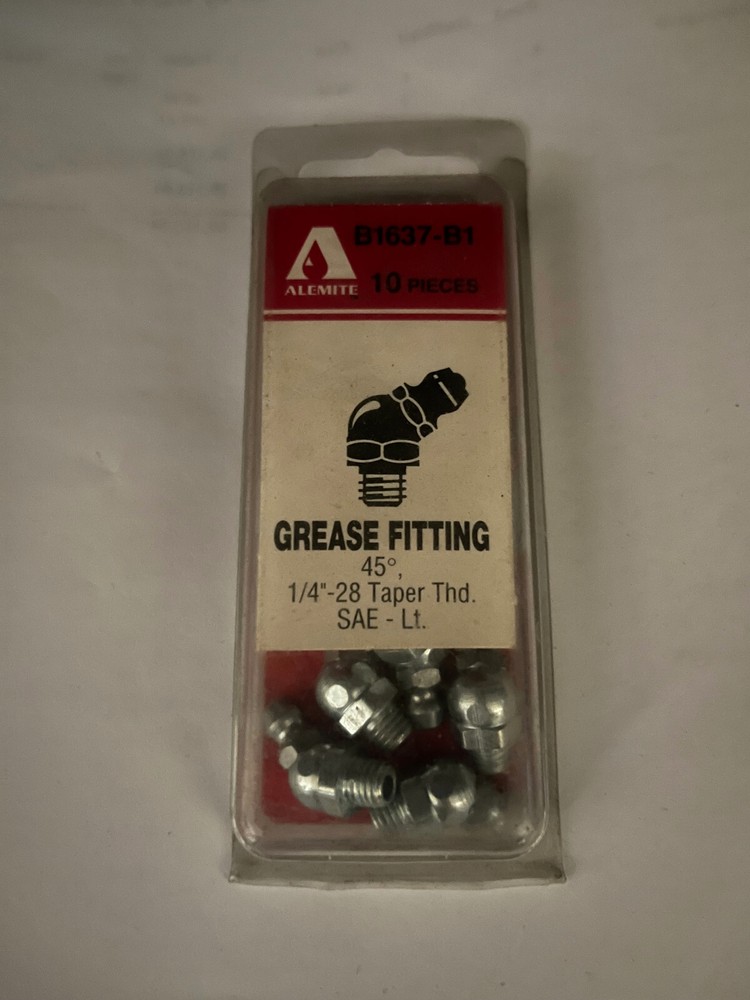 B1637-B1
ALEMITE 10 PIECES
GREASE FITTING
45°,
1/4"-28 Taper Thd.
SAE - Lt.